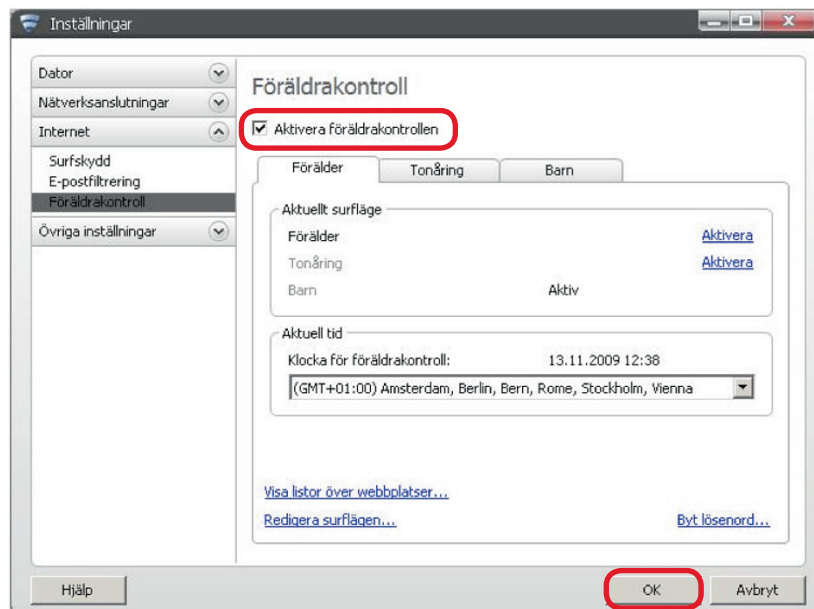 Inställningar
Dator
Nätverksanslutningar
Internet
Surfskydd
E-postfiltrering
Föräldrakontroll
Övriga inställningar
Föräldrakontroll
Aktivera föräldrakontrollen
Förälder Tonåring Barn
Aktuellt surfläge
Förälder Aktivera
Tonåring Aktivera
Barn Aktiv
Aktuell tid
Klocka för föräldrakontroll: 13.11.2009 12:38
(GMT+01:00) Amsterdam, Berlin, Bern, Rome, Stockholm, Vienna
Visa listor över webbplatser...
Redigera surflägen... Byt lösenord...
Hjälp OK Avbryt